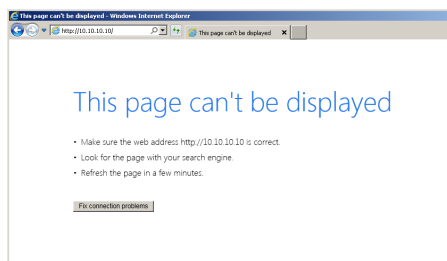 This page can't be displayed - Windows Internet Explorer
http://10.10.10.10/
This page can't be displayed
This page can't be displayed
• Make sure the web address http://10.10.10.10 is correct.
• Look for the page with your search engine.
• Refresh the page in a few minutes.
Fix connection problems